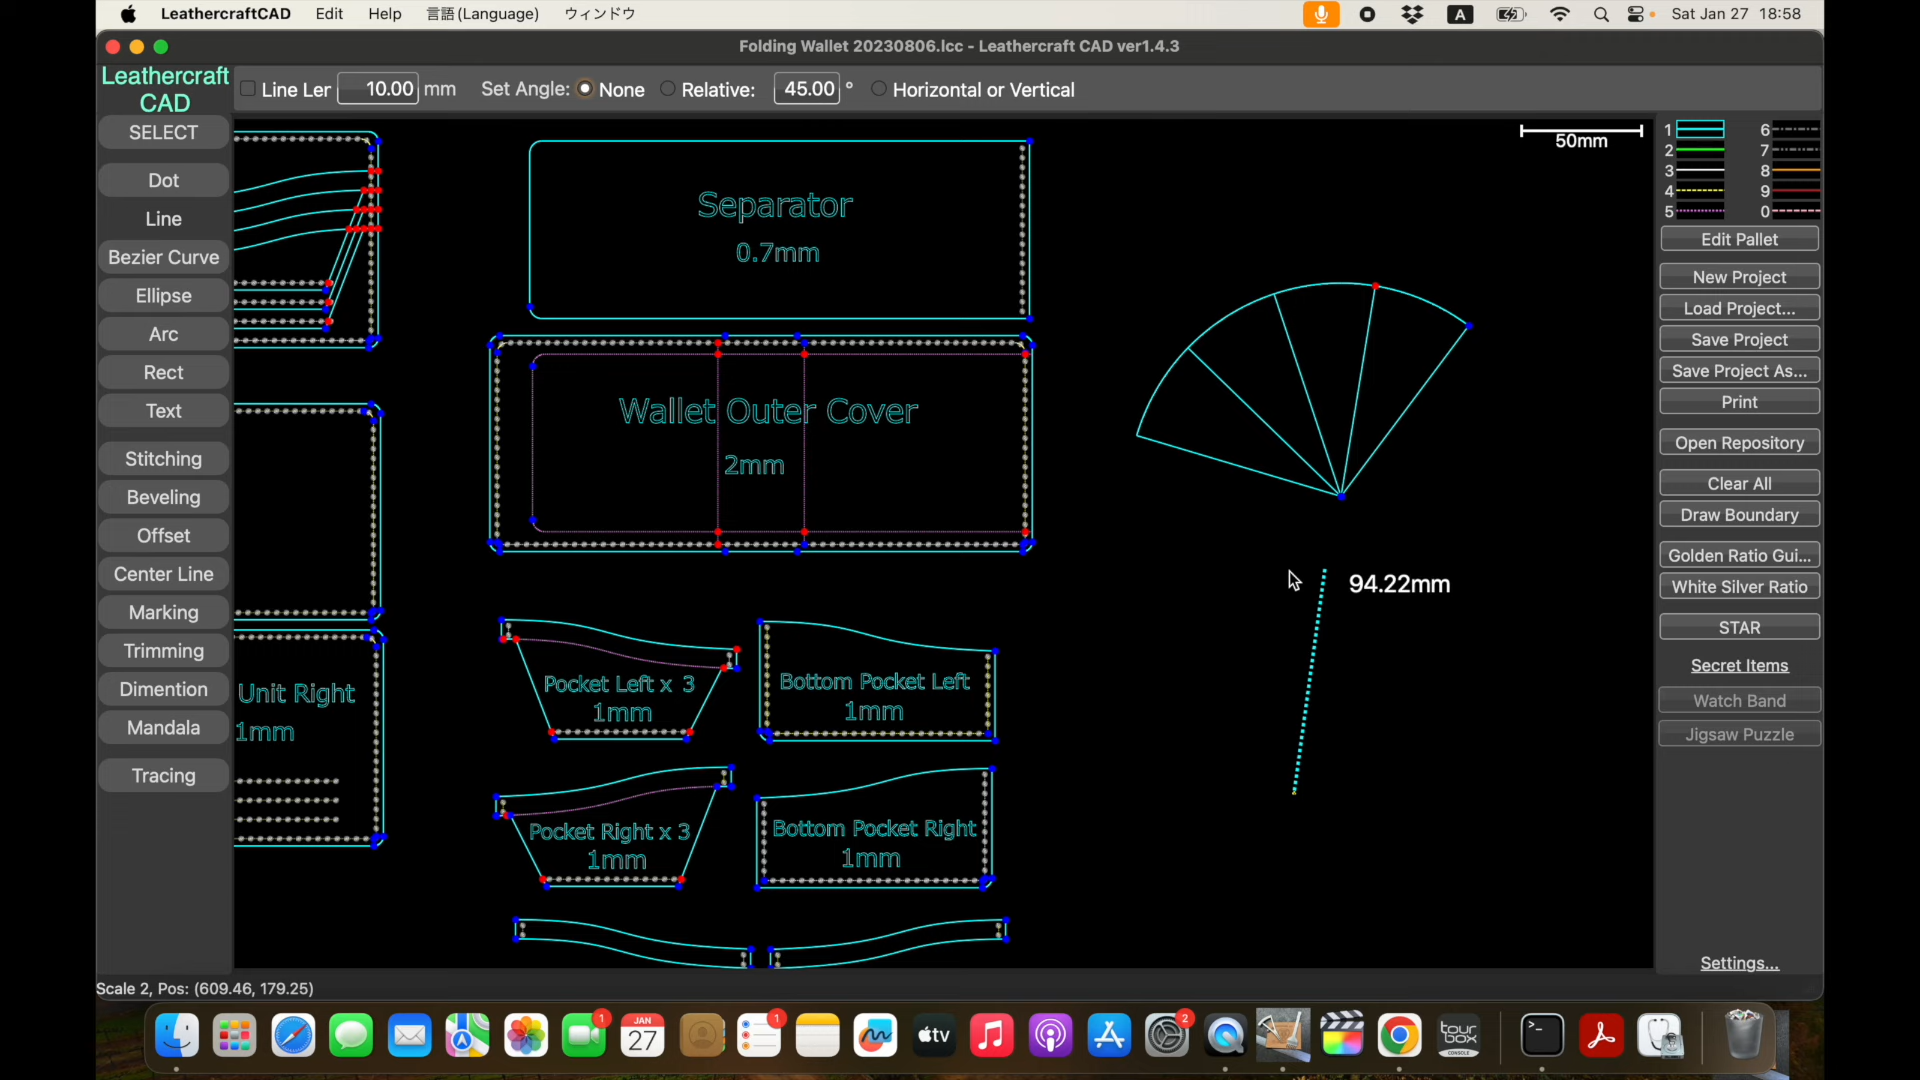 LeathercraftCAD Edit Help 言語(Language) ウィンドウ A Sat Jan 27 18:58
Folding Wallet 20230806.lcc - Leathercraft CAD ver1.4.3
Leathercraft
CAD
Line Ler 10.00 mm Set Angle: None Relative: 45.00 ° Horizontal or Vertical
SELECT
Dot
Line
Bezier Curve
Ellipse
Arc
Rect
Text
Stitching
Beveling
Offset
Center Line
Marking
Trimming
Dimention
Mandala
Tracing
Separator
0.7mm
Wallet Outer Cover
2mm
Unit Right
1mm
Pocket Left x 3
1mm
Bottom Pocket Left
1mm
Pocket Right x 3
1mm
Bottom Pocket Right
1mm
50mm
94.22mm
1 6
2 7
3 8
4 9
5 0
Edit Pallet
New Project
Load Project...
Save Project
Save Project As...
Print
Open Repository
Clear All
Draw Boundary
Golden Ratio Gui...
White Silver Ratio
STAR
Secret Items
Watch Band
Jigsaw Puzzle
Settings...
Scale 2, Pos: (609.46, 179.25)
1
JAN
27
1
tv
2
tour
box
CONSOLE